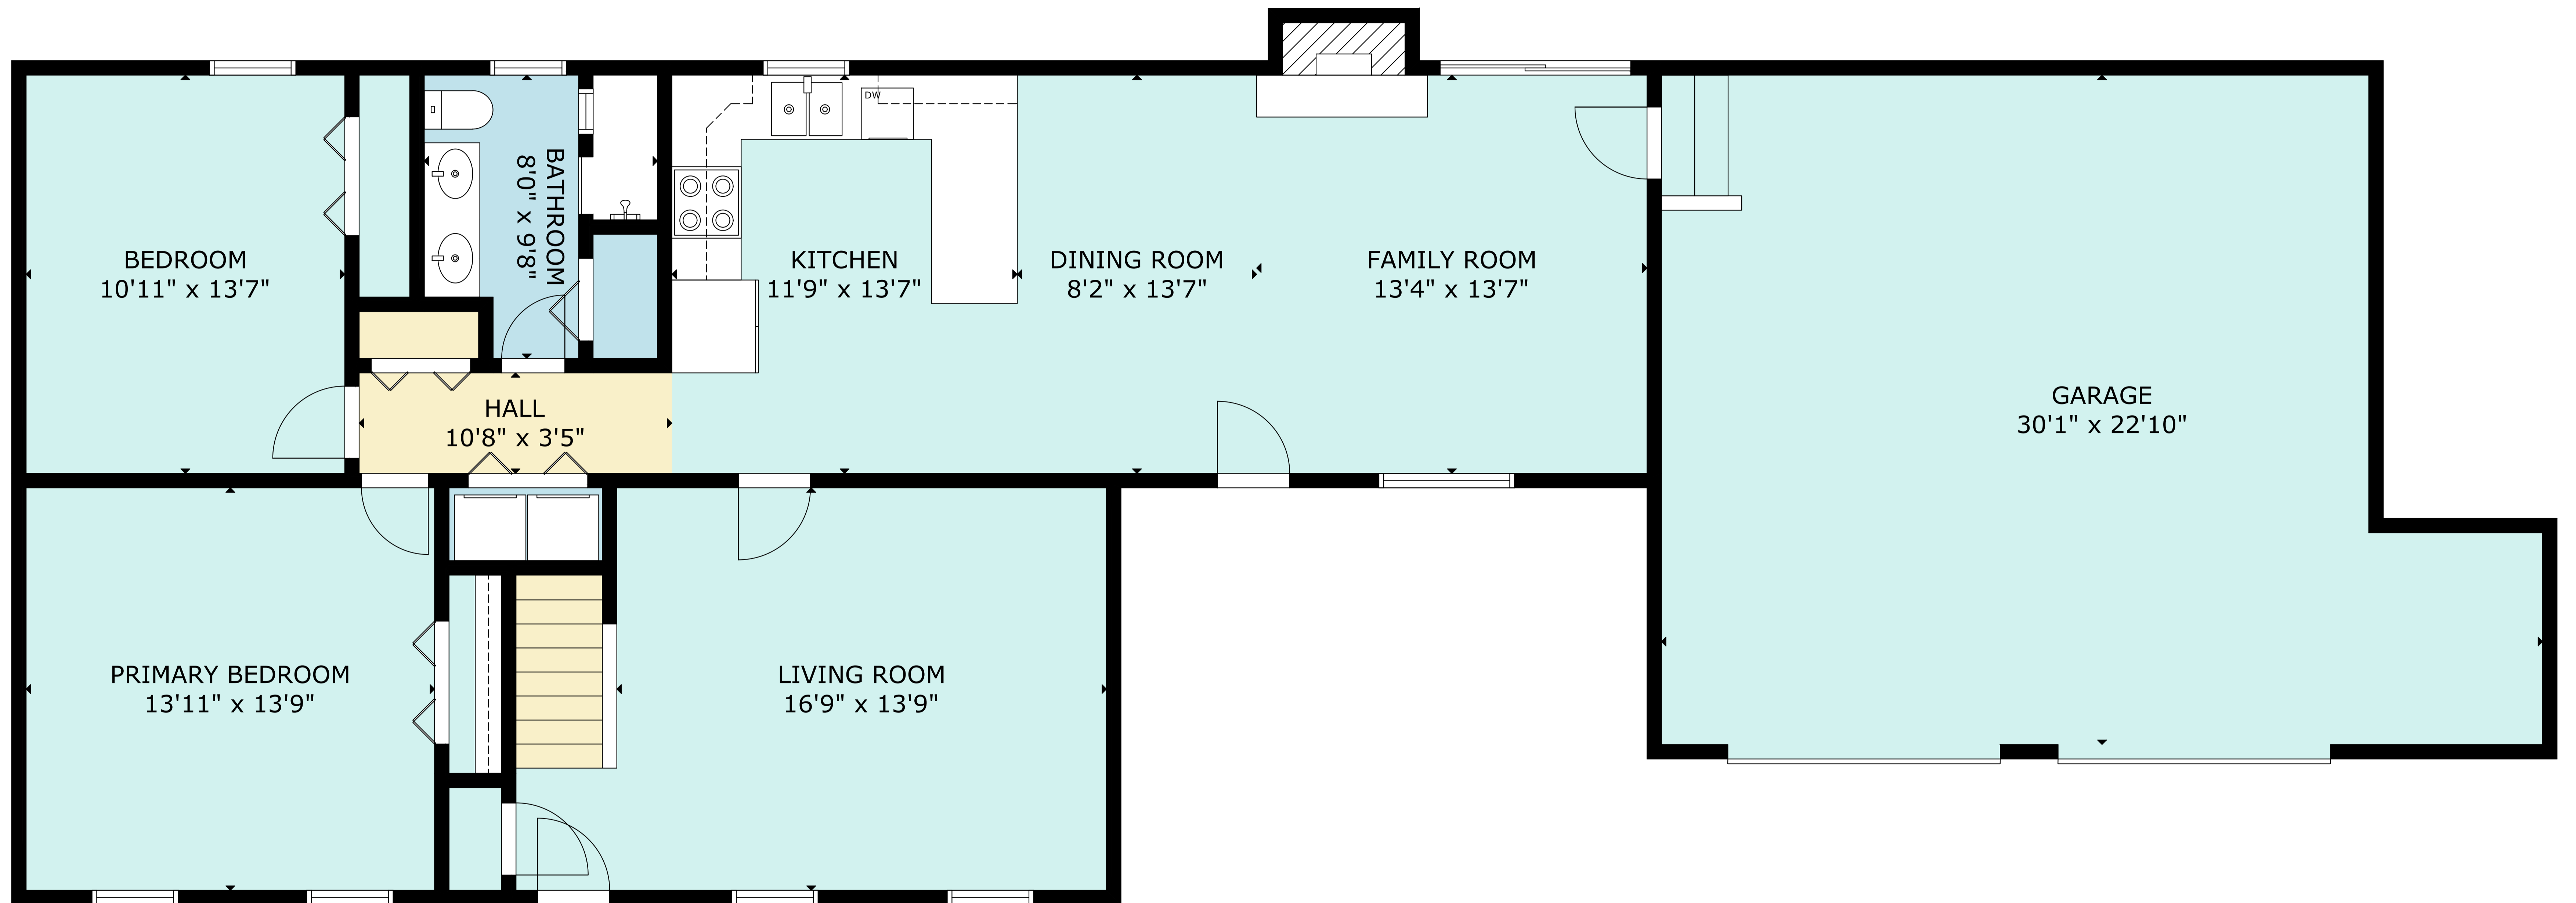 BEDROOM
10'11" x 13'7"
BATHROOM
8'0" x 9'8"
DW
KITCHEN
11'9" x 13'7"
DINING ROOM
8'2" x 13'7"
FAMILY ROOM
13'4" x 13'7"
HALL
10'8" x 3'5"
GARAGE
30'1" x 22'10"
PRIMARY BEDROOM
13'11" x 13'9"
LIVING ROOM
16'9" x 13'9"